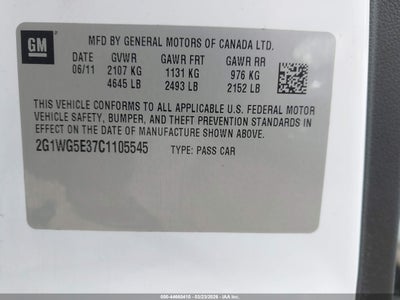 GM
MFD BY GENERAL MOTORS OF CANADA LTD.
DATE GVWR GAWR FRT GAWR RR
06/11 2107 KG 1131 KG 976 KG
4645 LB 2493 LB 2152 LB
THIS VEHICLE CONFORMS TO ALL APPLICABLE U.S. FEDERAL MOTOR
VEHICLE SAFETY, BUMPER, AND THEFT PREVENTION STANDARDS
IN EFFECT ON THE DATE OF MANUFACTURE SHOWN ABOVE.
2G1WG5E37C1105545 TYPE: PASS CAR